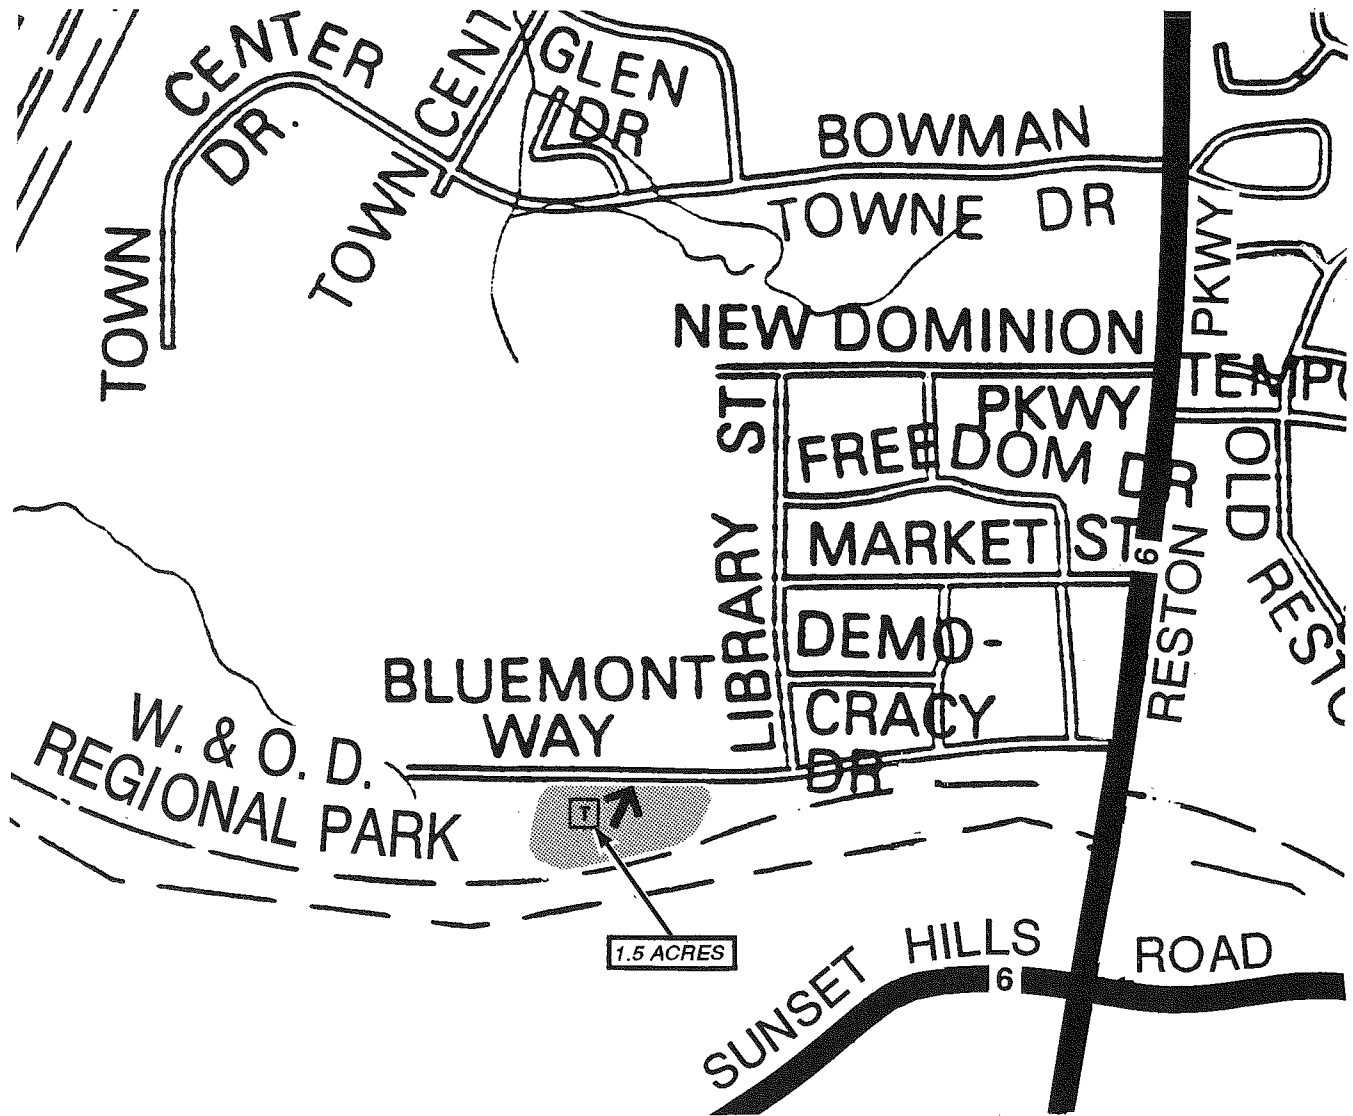 CENTER
DR.
TOWN
CENT
TOWN
GLEN
DR
BOWMAN
TOWNE DR
PKWY
NEW DOMINION
PKWY
ST
LIBRARY
FREEDOM DR
MARKET ST
6
RESTON
OLD
DEMO-
CRACY
DR
BLUEMONT
WAY
W. & O. D.
REGIONAL PARK
T
1.5 ACRES
SUNSET HILLS ROAD
6